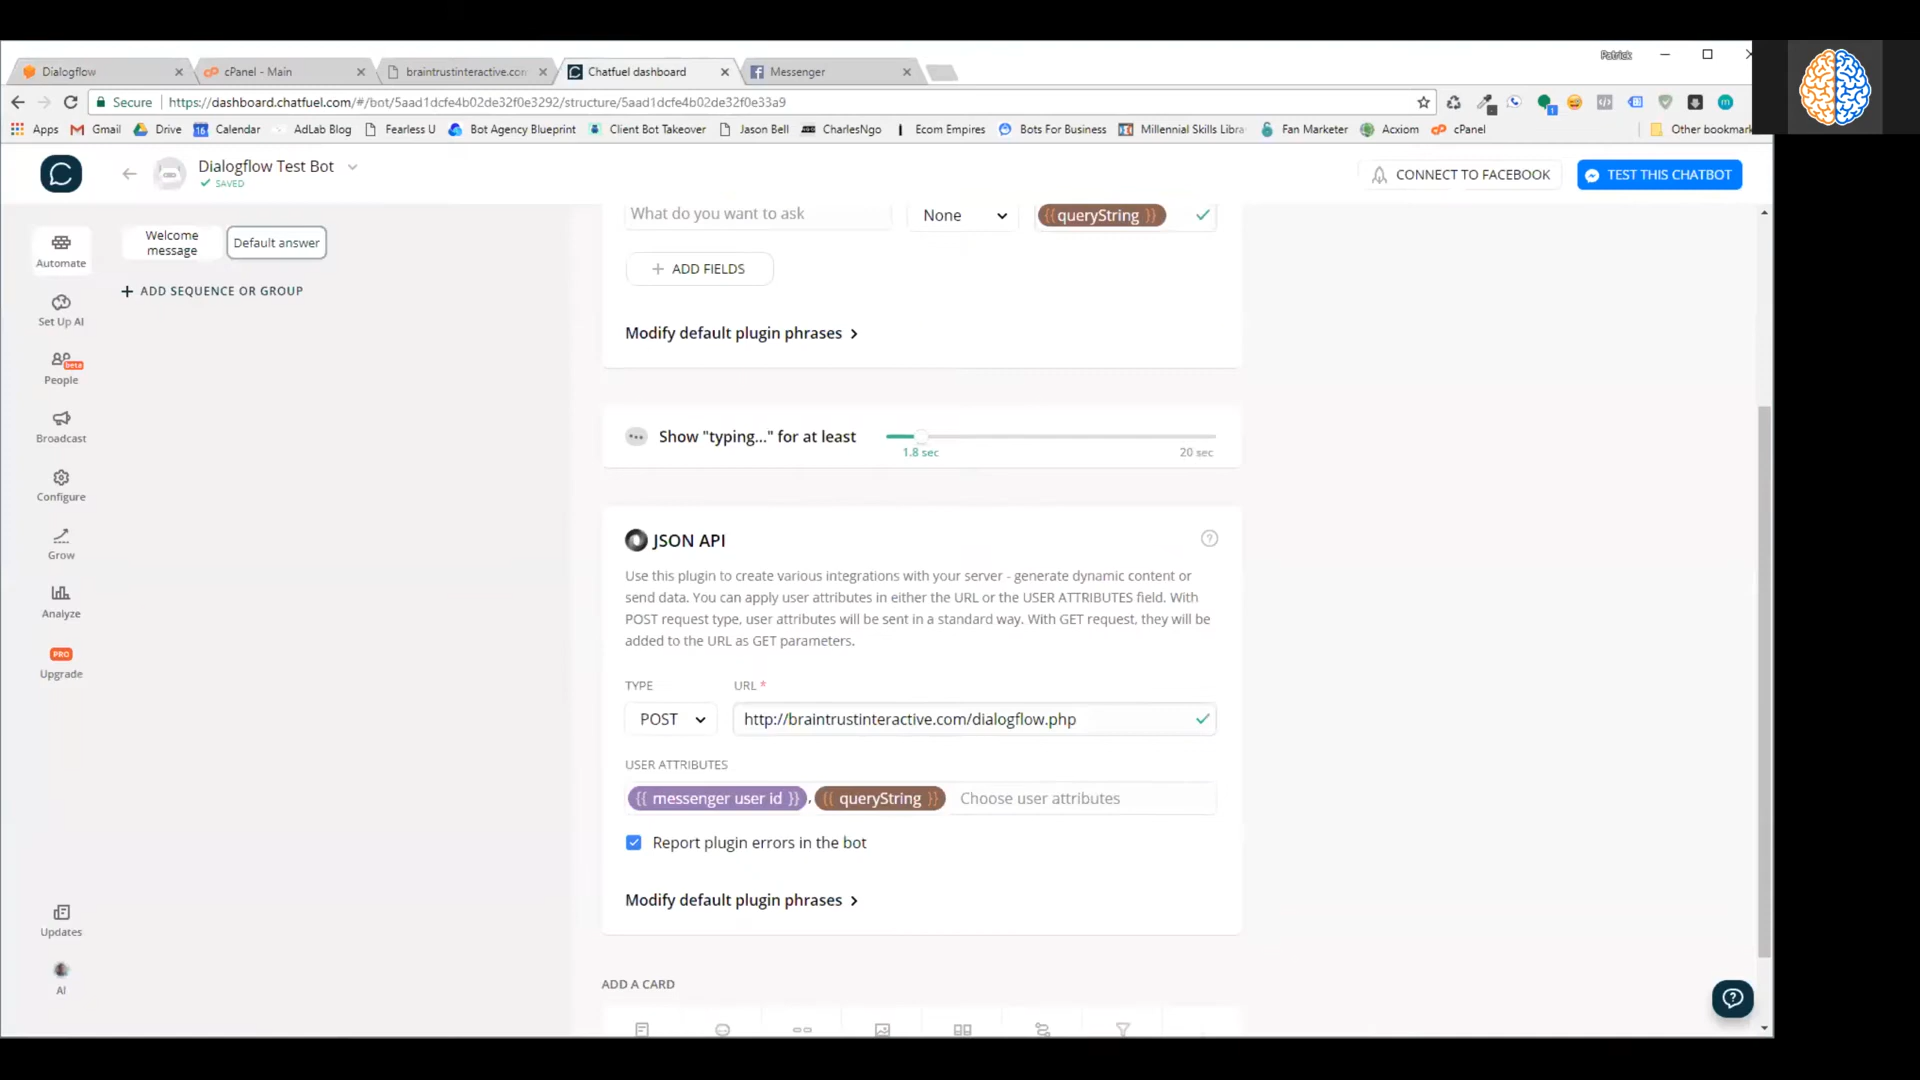 Patrick
Dialogflow
cPanel - Main
braintrustinteractive.com
Chatfuel dashboard
Messenger
Secure
https://dashboard.chatfuel.com/#/bot/5aad1dcfe4b02de32f0e3292/structure/5aad1dcfe4b02de32f0e33a9
Apps
Gmail
Drive
16
Calendar
AdLab Blog
Fearless U
Bot Agency Blueprint
Client Bot Takeover
Jason Bell
CharlesNgo
Ecom Empires
Bots For Business
Millennial Skills Libra
Fan Marketer
Acxiom
cPanel
Other bookmark
Dialogflow Test Bot
SAVED
CONNECT TO FACEBOOK
TEST THIS CHATBOT
Automate
Set Up AI
beta
People
Broadcast
Configure
Grow
Analyze
PRO
Upgrade
Updates
AI
Welcome
message
Default answer
+ ADD SEQUENCE OR GROUP
What do you want to ask
None
{{queryString}}
+ ADD FIELDS
Modify default plugin phrases >
Show "typing..." for at least
1.8 sec
20 sec
JSON API
?
Use this plugin to create various integrations with your server - generate dynamic content or
send data. You can apply user attributes in either the URL or the USER ATTRIBUTES field. With
POST request type, user attributes will be sent in a standard way. With GET request, they will be
added to the URL as GET parameters.
TYPE
URL *
POST
http://braintrustinteractive.com/dialogflow.php
USER ATTRIBUTES
{{ messenger user id }}, {{ queryString }} Choose user attributes
Report plugin errors in the bot
Modify default plugin phrases >
ADD A CARD